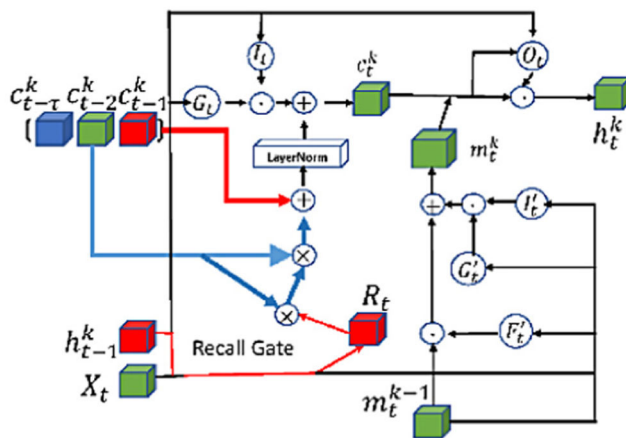 I_t
O_t
c_{t-τ}^k c_{t-2}^k c_{t-1}^k
{ }
G_t
c_t^k
h_t^k
m_t^k
LayerNorm
I'_t
G'_t
R_t
F'_t
h_{t-1}^k
Recall Gate
X_t
m_t^{k-1}